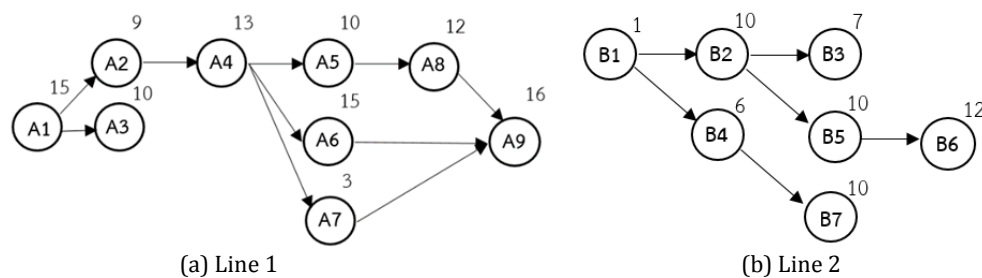 9 13 10 12
A2 A4 A5 A8
15 10 15 16
A1 A3 A6 A9
3
A7
(a) Line 1
1 10 7
B1 B2 B3
6 10 12
B4 B5 B6
10
B7
(b) Line 2